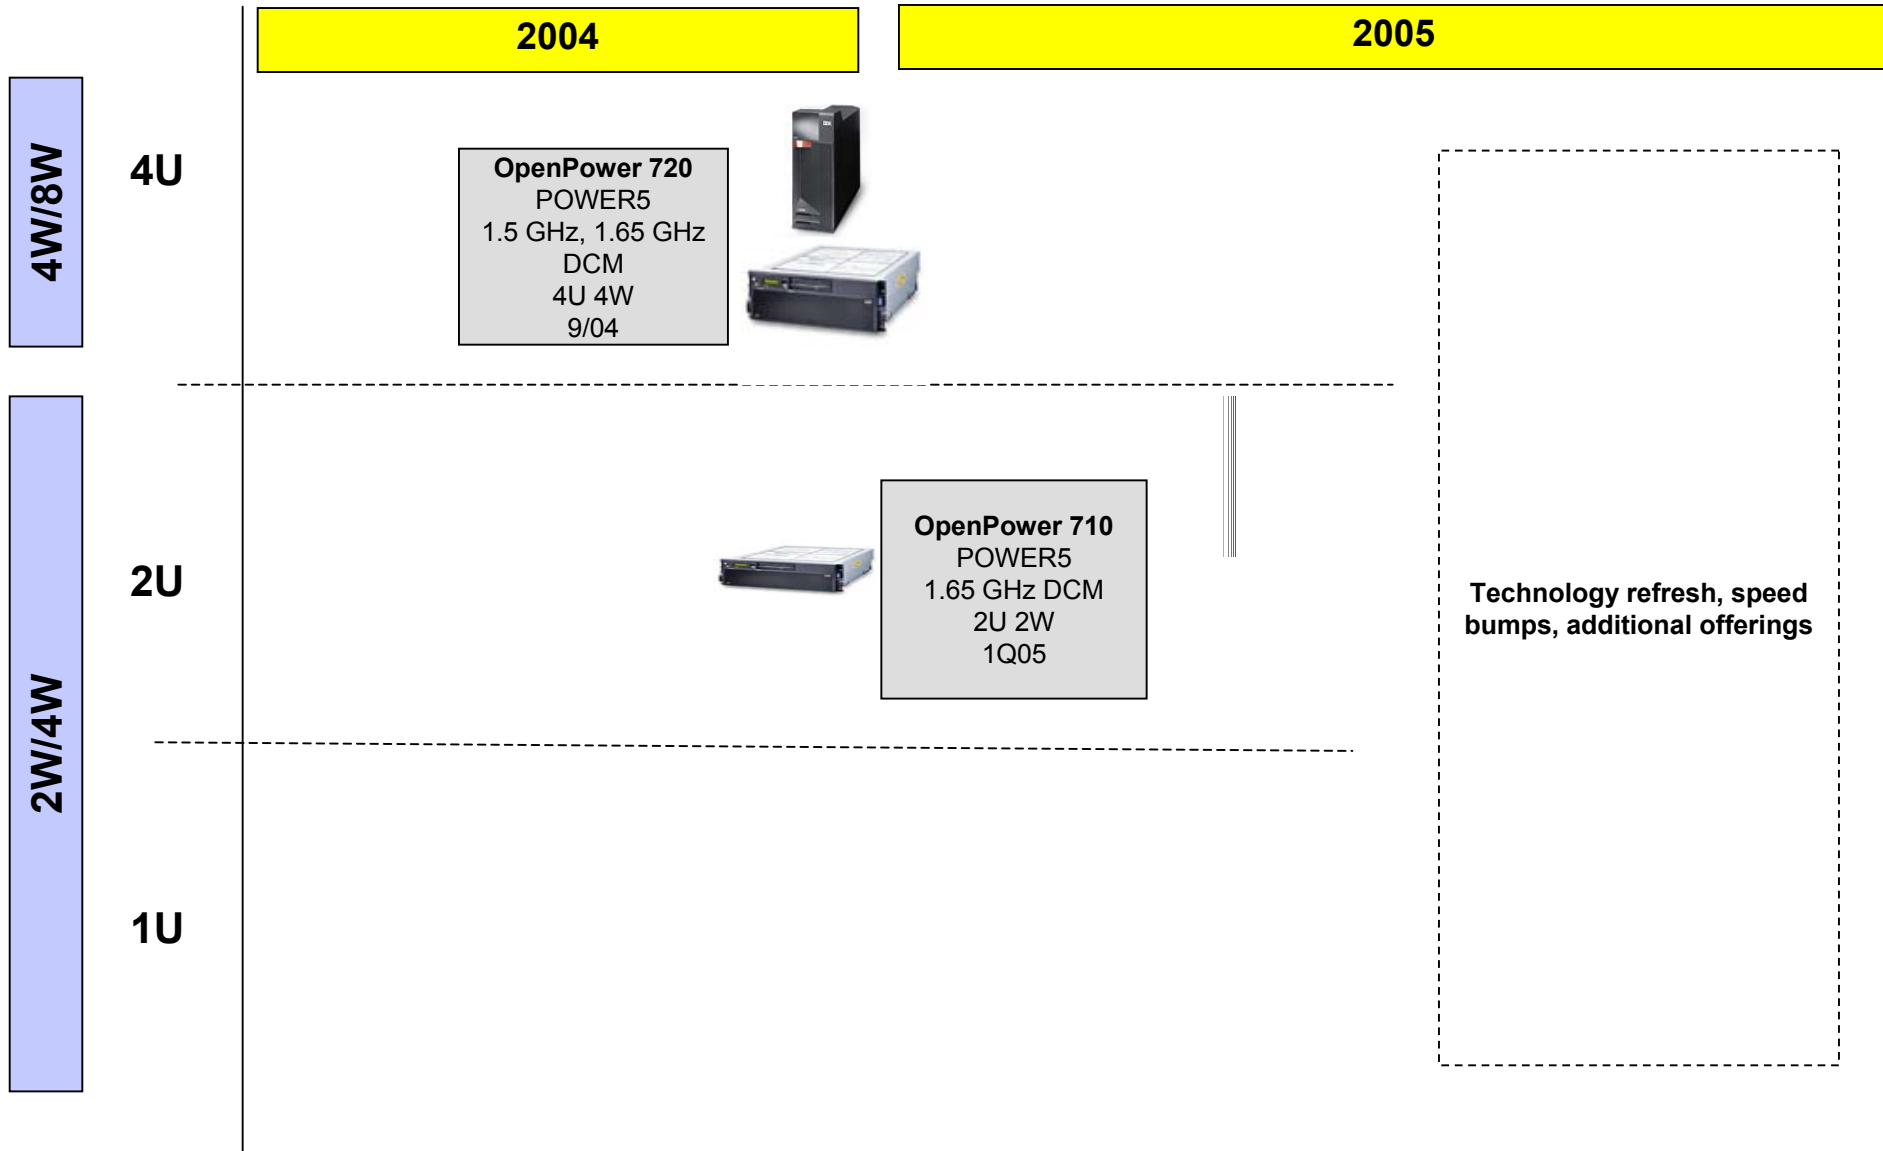 2004
2005
4W/8W
4U
OpenPower 720
POWER5
1.5 GHz, 1.65 GHz
DCM
4U 4W
9/04
2W/4W
2U
OpenPower 710
POWER5
1.65 GHz DCM
2U 2W
1Q05
Technology refresh, speed
bumps, additional offerings
1U